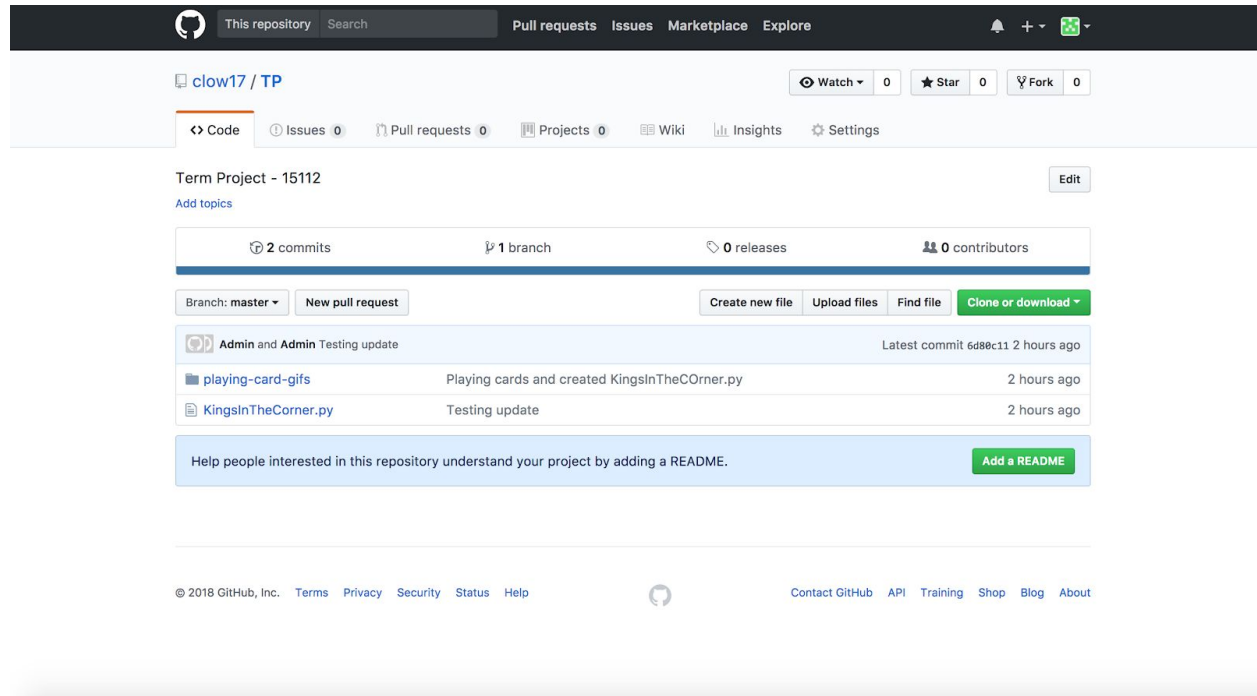 This repository Search Pull requests Issues Marketplace Explore
clow17 / TP Watch 0 Star 0 Fork 0
<> Code Issues 0 Pull requests 0 Projects 0 Wiki Insights Settings
Term Project - 15112 Edit
Add topics
2 commits 1 branch 0 releases 0 contributors
Branch: master New pull request Create new file Upload files Find file Clone or download
Admin and Admin Testing update Latest commit 6d80c11 2 hours ago
playing-card-gifs Playing cards and created KingsInTheCOrner.py 2 hours ago
KingsInTheCorner.py Testing update 2 hours ago
Help people interested in this repository understand your project by adding a README. Add a README
© 2018 GitHub, Inc. Terms Privacy Security Status Help Contact GitHub API Training Shop Blog About